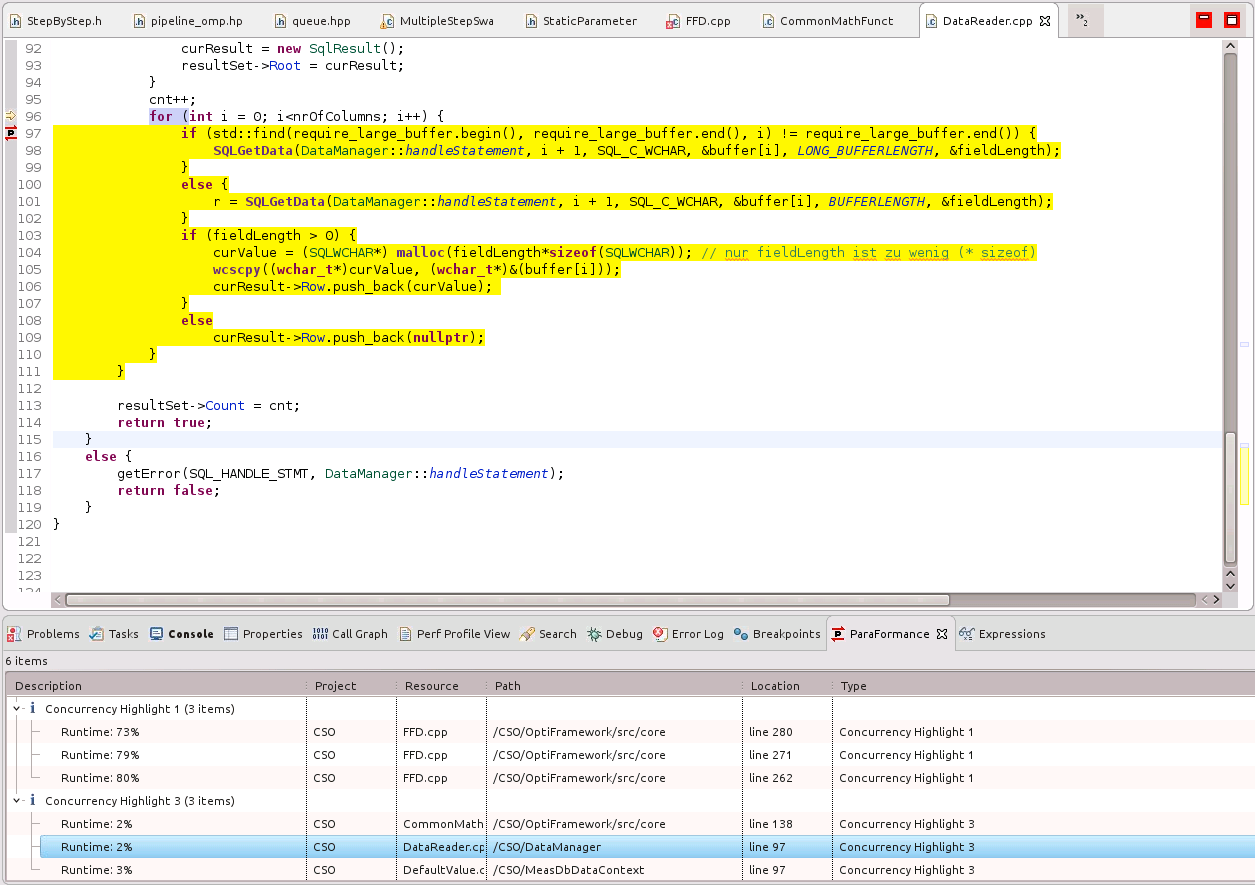 StepByStep.h pipeline_omp.hp queue.hpp MultipleStepSwa StaticParameter FFD.cpp CommonMathFunct DataReader.cpp »2
92 curResult = new SqlResult();
93 resultSet->Root = curResult;
94 }
95 cnt++;
96 for (int i = 0; i<nrOfColumns; i++) {
97 if (std::find(require_large_buffer.begin(), require_large_buffer.end(), i) != require_large_buffer.end()) {
98 SQLGetData(DataManager::handleStatement, i + 1, SQL_C_WCHAR, &buffer[i], LONG_BUFFERLENGTH, &fieldLength);
99 }
100 else {
101 r = SQLGetData(DataManager::handleStatement, i + 1, SQL_C_WCHAR, &buffer[i], BUFFERLENGTH, &fieldLength);
102 }
103 if (fieldLength > 0) {
104 curValue = (SQLWCHAR*) malloc(fieldLength*sizeof(SQLWCHAR)); // nur fieldLength ist zu wenig (* sizeof)
105 wcscpy((wchar_t*)curValue, (wchar_t*)&(buffer[i]));
106 curResult->Row.push_back(curValue);
107 }
108 else
109 curResult->Row.push_back(nullptr);
110 }
111 }
112
113 resultSet->Count = cnt;
114 return true;
115 }
116 else {
117 getError(SQL_HANDLE_STMT, DataManager::handleStatement);
118 return false;
119 }
120 }
121
122
123
124
Problems Tasks Console Properties Call Graph Perf Profile View Search Debug Error Log Breakpoints ParaFormance Expressions
6 items
Description Project Resource Path Location Type
Concurrency Highlight 1 (3 items)
Runtime: 73% CSO FFD.cpp /CSO/OptiFramework/src/core line 280 Concurrency Highlight 1
Runtime: 79% CSO FFD.cpp /CSO/OptiFramework/src/core line 271 Concurrency Highlight 1
Runtime: 80% CSO FFD.cpp /CSO/OptiFramework/src/core line 262 Concurrency Highlight 1
Concurrency Highlight 3 (3 items)
Runtime: 2% CSO CommonMath /CSO/OptiFramework/src/core line 138 Concurrency Highlight 3
Runtime: 2% CSO DataReader.cp /CSO/DataManager line 97 Concurrency Highlight 3
Runtime: 3% CSO DefaultValue.c /CSO/MeasDbDataContext line 97 Concurrency Highlight 3